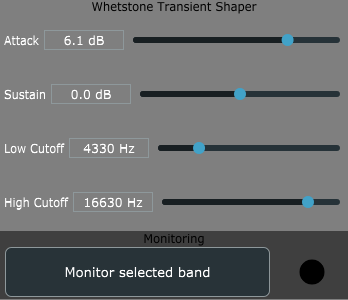 Whetstone Transient Shaper
Attack 6.1 dB
Sustain 0.0 dB
Low Cutoff 4330 Hz
High Cutoff 16630 Hz
Monitoring
Monitor selected band